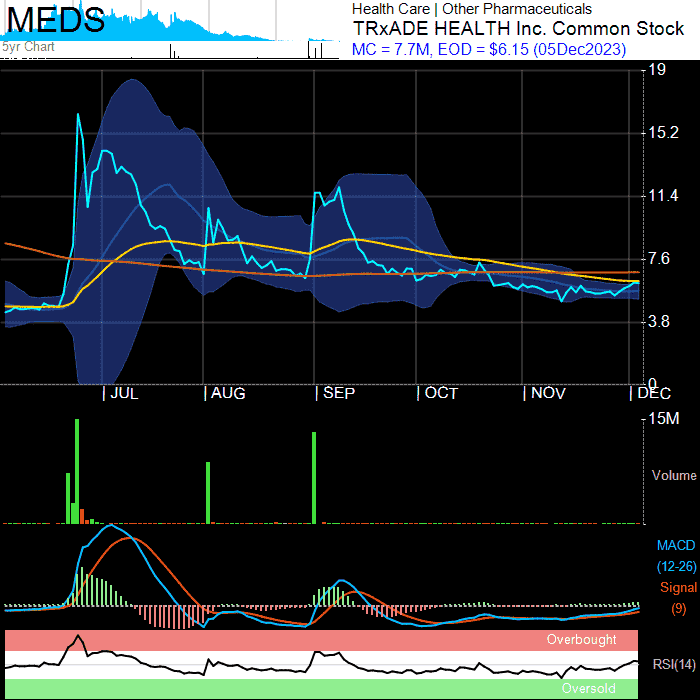 MEDS
5yr Chart
Health Care | Other Pharmaceuticals
TRxADE HEALTH Inc. Common Stock
MC = 7.7M, EOD = $6.15 (05Dec2023)
19
15.2
11.4
7.6
3.8
0
JUL AUG SEP OCT NOV DEC
15M
Volume
MACD
(12-26)
Signal
(9)
Overbought
RSI(14)
Oversold